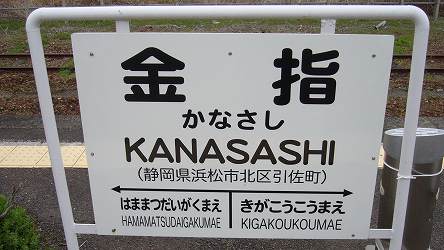 金指
かなさし
KANASASHI
(静岡県浜松市北区引佐町)
はままつだいがくまえ きがこうこうまえ
HAMAMATSUDAIGAKUMAE KIGAKOUKOUMAE